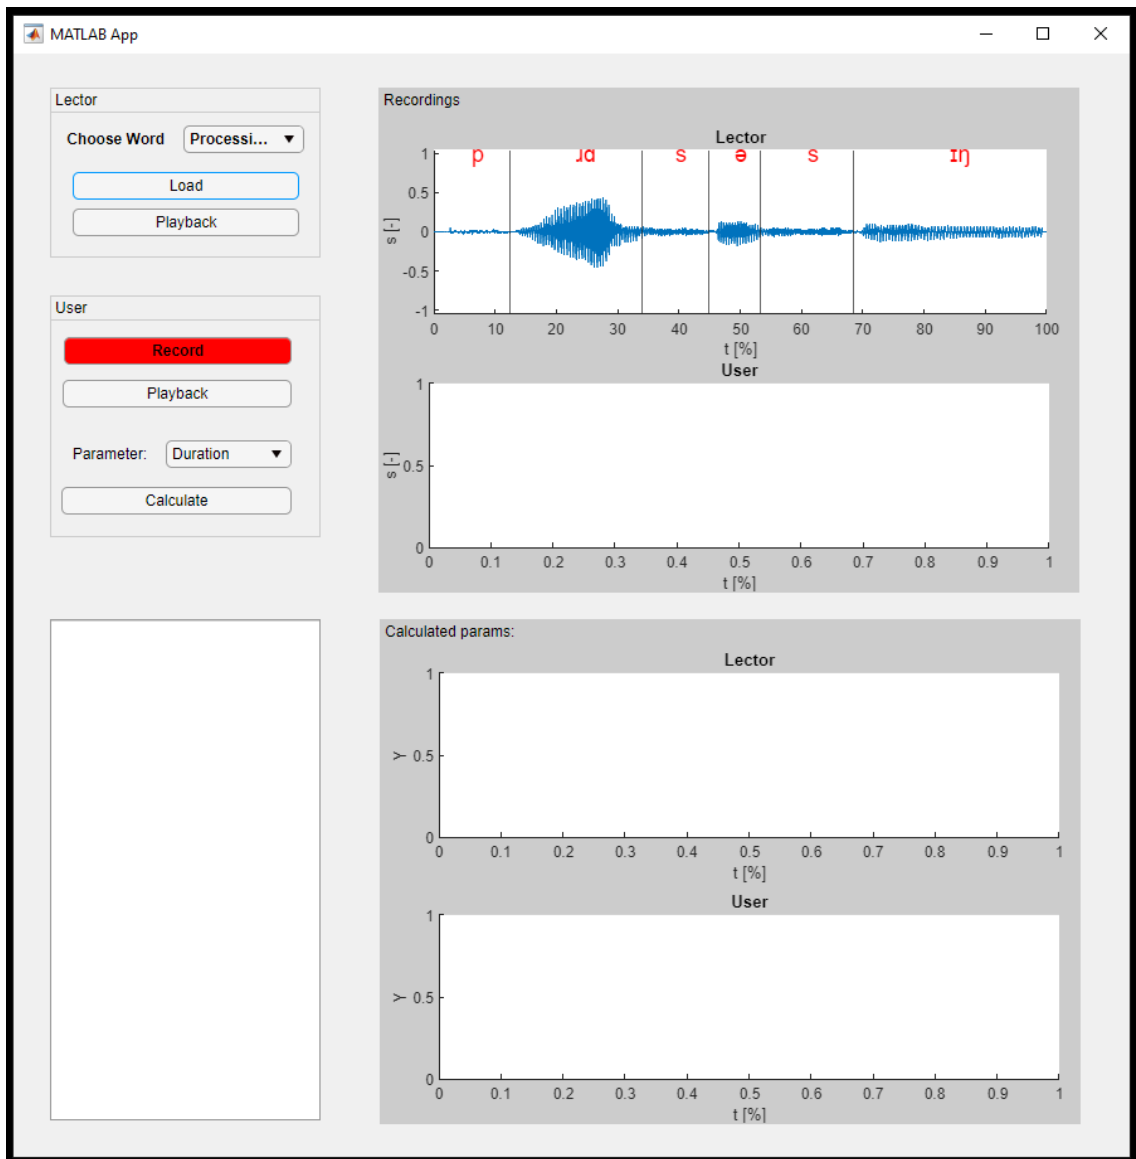 MATLAB App
Lector
Choose Word Processi...
Load
Playback
User
Record
Playback
Parameter: Duration
Calculate
Recordings
Lector
p ɹɑ s ə s ɪŋ
1
0.5
0
-0.5
-1
s [-]
0 10 20 30 40 50 60 70 80 90 100
t [%]
User
1
0.5
0
s [-]
0 0.1 0.2 0.3 0.4 0.5 0.6 0.7 0.8 0.9 1
t [%]
Calculated params:
Lector
1
0.5
0
Y
0 0.1 0.2 0.3 0.4 0.5 0.6 0.7 0.8 0.9 1
t [%]
User
1
0.5
0
Y
0 0.1 0.2 0.3 0.4 0.5 0.6 0.7 0.8 0.9 1
t [%]